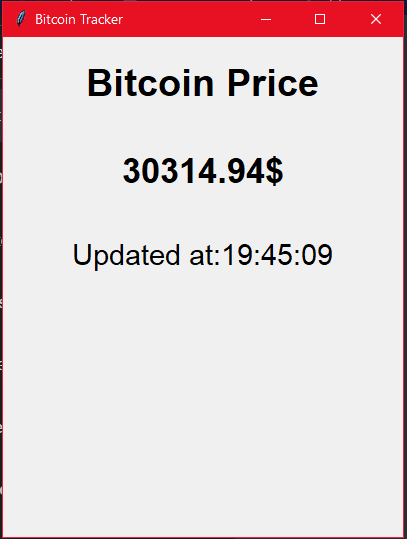 Bitcoin Tracker
Bitcoin Price
30314.94$
Updated at:19:45:09